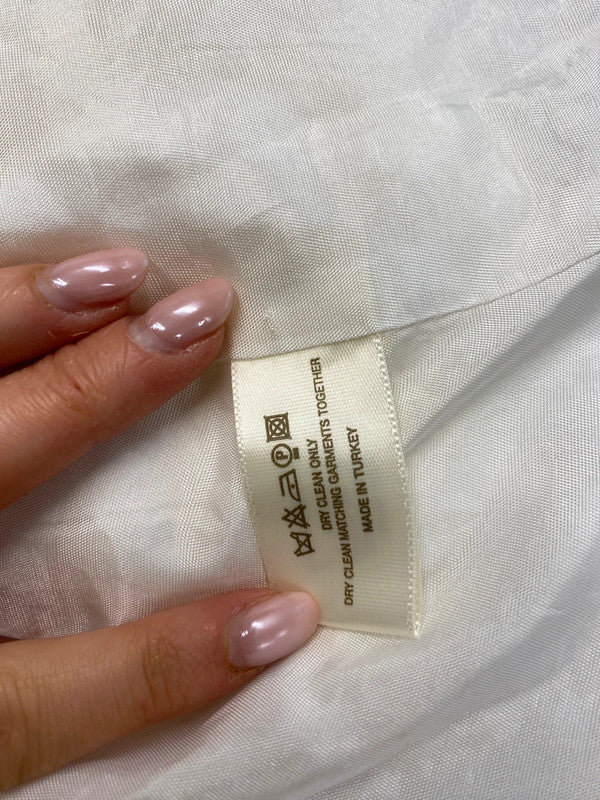 P
DRY CLEAN ONLY
DRY CLEAN MATCHING GARMENTS TOGETHER
MADE IN TURKEY